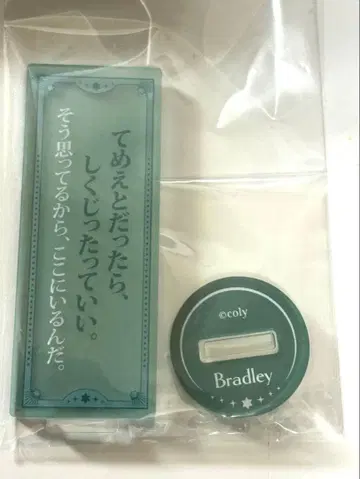 てめえとだったら、
しくじったっていい。
そう思ってるから、ここにいるんだ。
©coly
Bradley